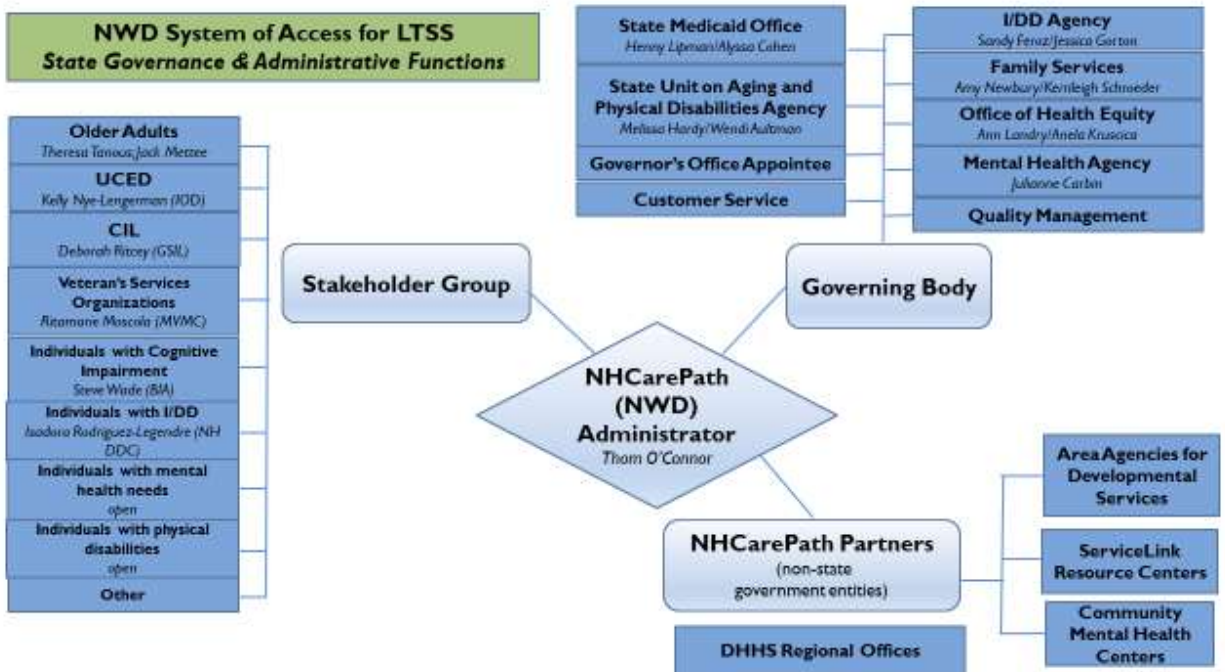 NWD System of Access for LTSS
State Governance & Administrative Functions
Older Adults
Theresa Tanous; Jack Mettee
UCED
Kelly Nye-Lengerman (IOD)
CIL
Deborah Ritcey (GSIL)
Veteran's Services
Organizations
Ritamarie Moscola (MVMC)
Individuals with Cognitive
Impairment
Steve Wade (BIA)
Individuals with I/DD
Isadora Rodriguez-Legendre (NH
DDC)
Individuals with mental
health needs
open
Individuals with physical
disabilities
open
Other
Stakeholder Group
State Medicaid Office
Henry Lipman/Alyssa Cohen
State Unit on Aging and
Physical Disabilities Agency
Melissa Hardy/Wendi Aultman
Governor's Office Appointee
Customer Service
I/DD Agency
Sandy Feroz/Jessica Gorton
Family Services
Amy Newbury/Kernleigh Schroeder
Office of Health Equity
Ann Landry/Anela Kruscica
Mental Health Agency
Julianne Carbin
Quality Management
Governing Body
NHCarePath
(NWD)
Administrator
Thom O'Connor
NHCarePath Partners
(non-state
government entities)
Area Agencies for
Developmental
Services
ServiceLink
Resource Centers
Community
Mental Health
Centers
DHHS Regional Offices